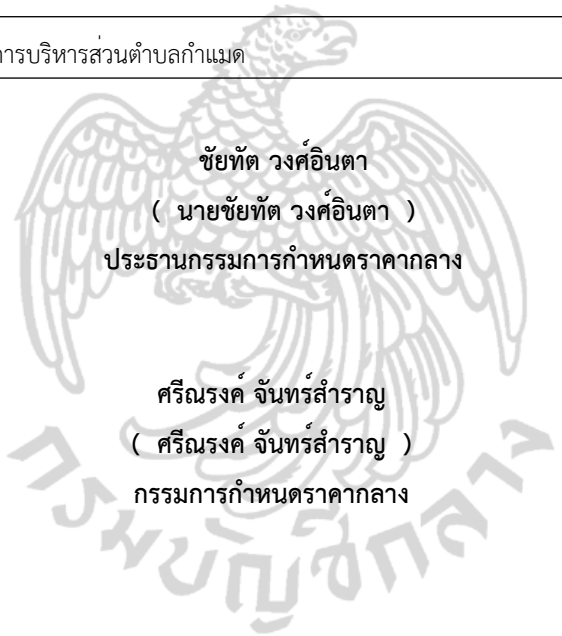 การบริหารส่วนตำบลกำแมด
ชัยทัต วงศ์อินตา
( นายชัยทัต วงศ์อินตา )
ประธานกรรมการกำหนดราคากลาง
ศรีณรงค์ จันทร์สำราญ
( ศรีณรงค์ จันทร์สำราญ )
กรรมการกำหนดราคากลาง
กรมบัญชีกลาง